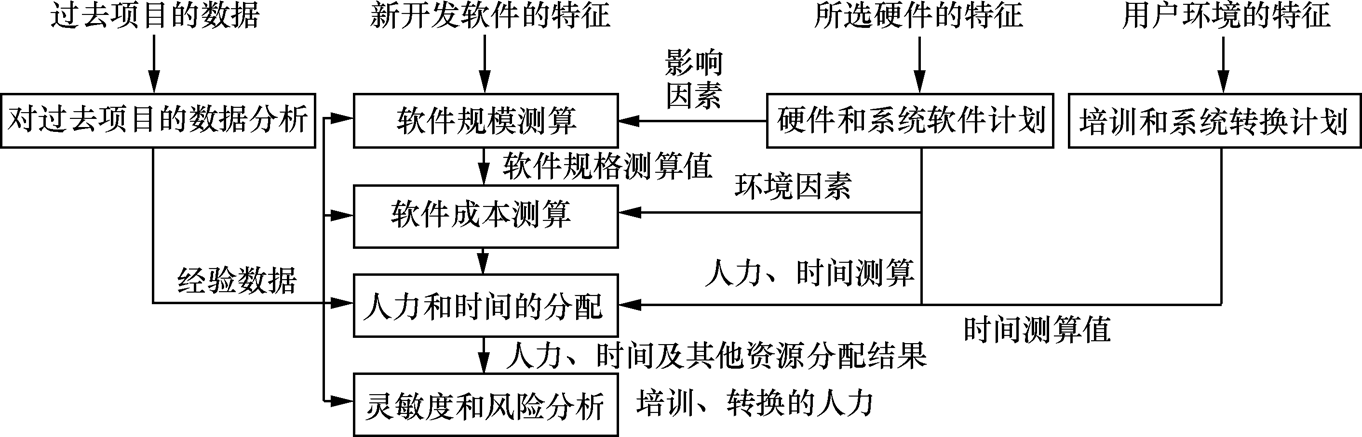 过去项目的数据
新开发软件的特征
所选硬件的特征
用户环境的特征
影响
因素
对过去项目的数据分析
软件规模测算
硬件和系统软件计划
培训和系统转换计划
软件规格测算值
环境因素
软件成本测算
人力、时间测算
经验数据
人力和时间的分配
时间测算值
人力、时间及其他资源分配结果
灵敏度和风险分析
培训、转换的人力